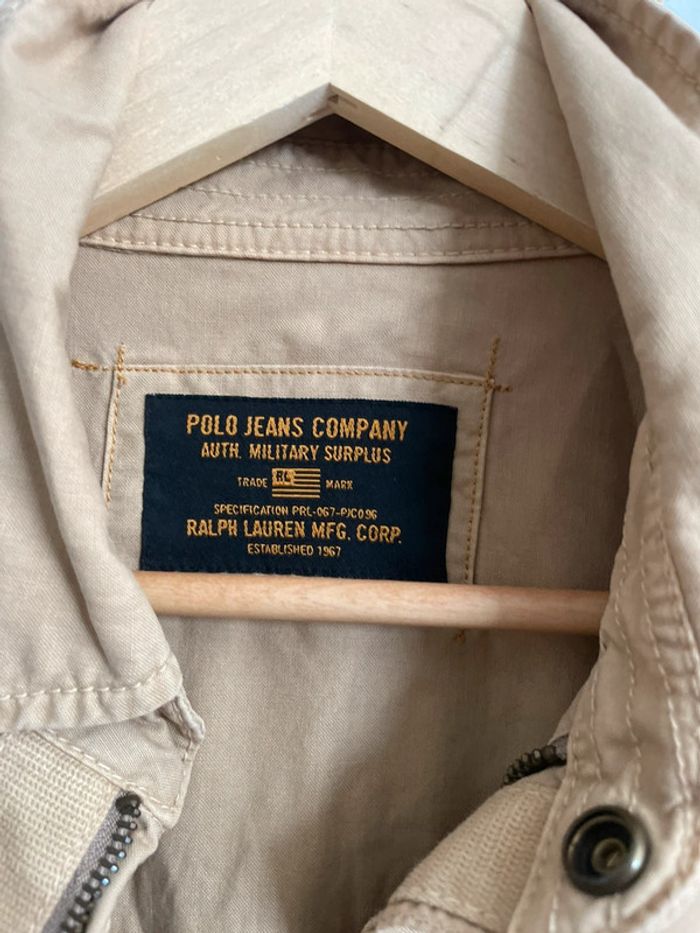 POLO JEANS COMPANY
AUTH. MILITARY SURPLUS
TRADE RL MARK
SPECIFICATION PRL-067-PJC096
RALPH LAUREN MFG. CORP.
ESTABLISHED 1967